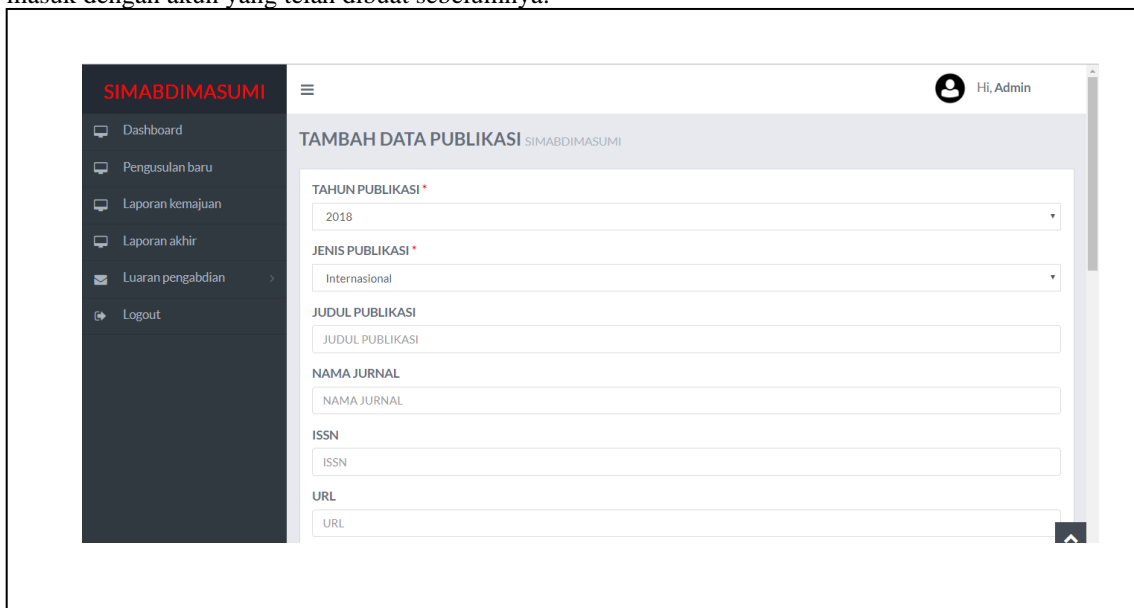 masuk dengan akun yang telah dibuat sebelumnya.
SIMABDIMASUMI
Hi, Admin
Dashboard
Pengusulan baru
Laporan kemajuan
Laporan akhir
Luaran pengabdian
Logout
TAMBAH DATA PUBLIKASI SIMABDIMASUMI
TAHUN PUBLIKASI *
2018
JENIS PUBLIKASI *
Internasional
JUDUL PUBLIKASI
JUDUL PUBLIKASI
NAMA JURNAL
NAMA JURNAL
ISSN
ISSN
URL
URL